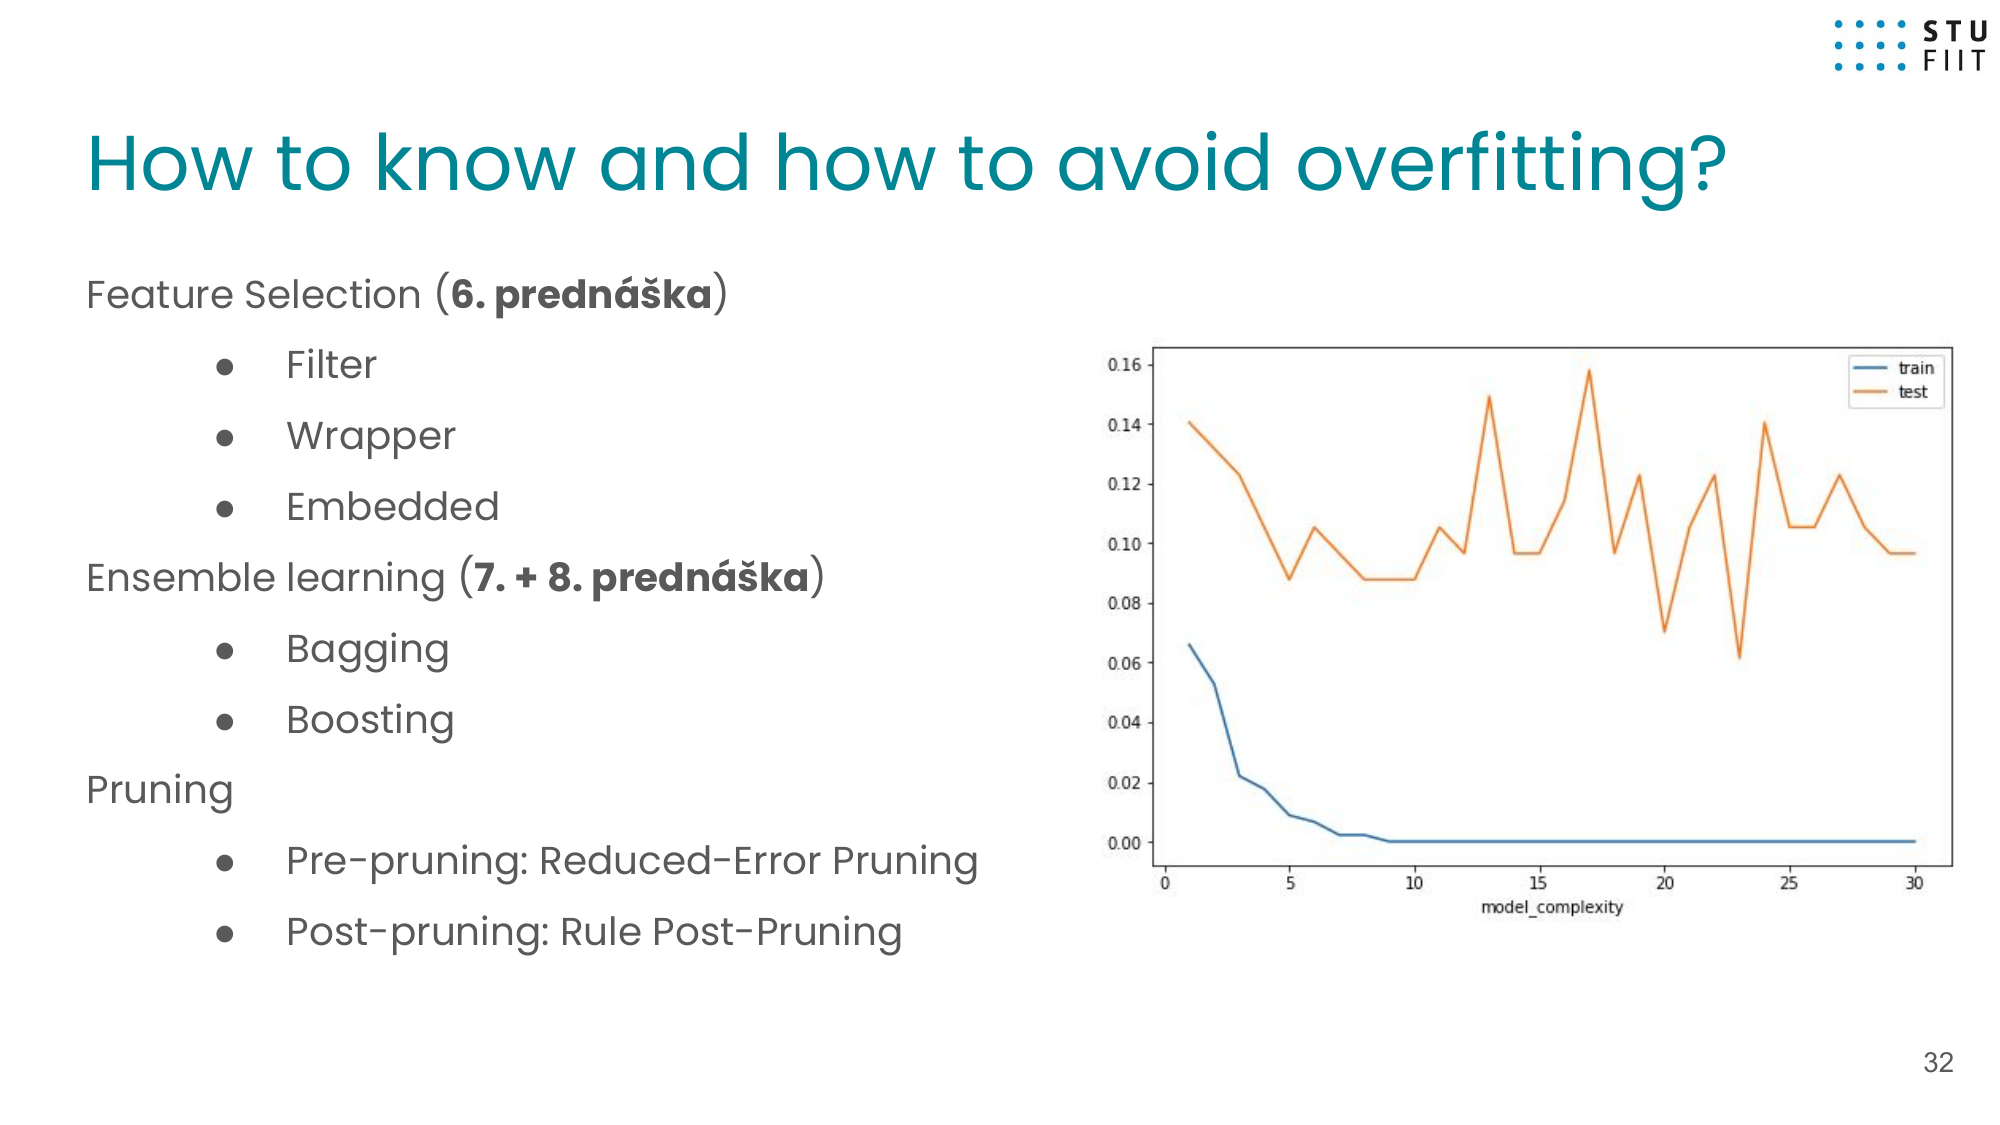 STU
FIIT
How to know and how to avoid overfitting?
Feature Selection (6. prednáška)
● Filter
● Wrapper
● Embedded
Ensemble learning (7. + 8. prednáška)
● Bagging
● Boosting
Pruning
● Pre-pruning: Reduced-Error Pruning
● Post-pruning: Rule Post-Pruning
train
test
0.16
0.14
0.12
0.10
0.08
0.06
0.04
0.02
0.00
0 5 10 15 20 25 30
model_complexity
32